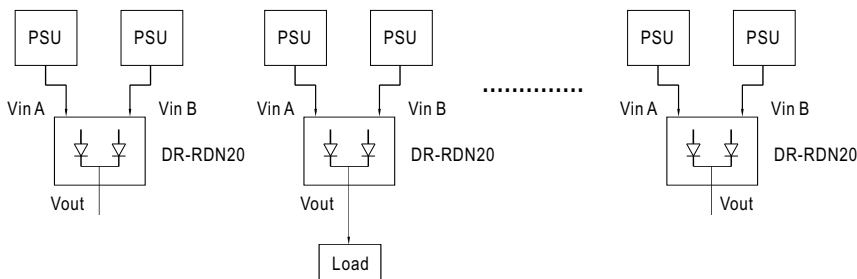 PSU PSU PSU PSU PSU PSU
Vin A Vin B Vin A Vin B Vin A Vin B
DR-RDN20 DR-RDN20 DR-RDN20
Vout Vout Vout
Load